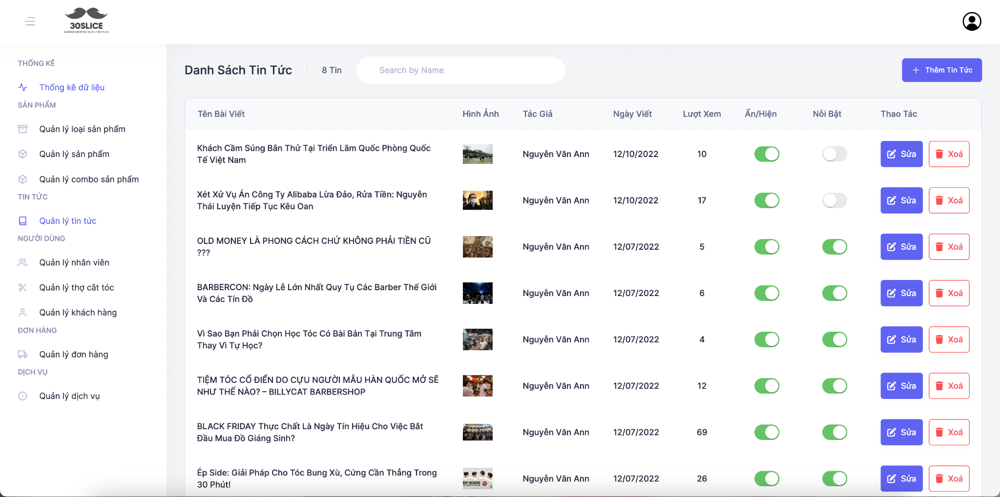 30SLICE
BARBER SHOP ĐẦU HÀNG VIỆT NAM
THỐNG KÊ
Thống kê dữ liệu
SẢN PHẨM
Quản lý loại sản phẩm
Quản lý sản phẩm
Quản lý combo sản phẩm
TIN TỨC
Quản lý tin tức
NGƯỜI DÙNG
Quản lý nhân viên
Quản lý thợ cắt tóc
Quản lý khách hàng
ĐƠN HÀNG
Quản lý đơn hàng
DỊCH VỤ
Quản lý dịch vụ
Danh Sách Tin Tức 8 Tin Search by Name + Thêm Tin Tức
Tên Bài Viết Hình Ảnh Tác Giả Ngày Viết Lượt Xem Ẩn/Hiện Nỗi Bật Thao Tác
Khách Cầm Súng Bắn Thử Tại Triển Lãm Quốc Phòng Quốc
Tế Việt Nam
Nguyễn Văn Ann 12/10/2022 10 Sửa Xoá
Xét Xử Vụ Án Công Ty Alibaba Lừa Đảo, Rửa Tiền: Nguyễn
Thái Luyện Tiếp Tục Kêu Oan
Nguyễn Văn Ann 12/10/2022 17 Sửa Xoá
OLD MONEY LÀ PHONG CÁCH CHỨ KHÔNG PHẢI TIỀN CŨ
???
Nguyễn Văn Ann 12/07/2022 5 Sửa Xoá
BARBERCON: Ngày Lễ Lớn Nhất Quy Tụ Các Barber Thế Giới
Và Các Tín Đồ
Nguyễn Văn Ann 12/07/2022 6 Sửa Xoá
Vì Sao Bạn Phải Chọn Học Tóc Có Bài Bản Tại Trung Tâm
Thay Vì Tự Học?
Nguyễn Văn Ann 12/07/2022 4 Sửa Xoá
TIỆM TÓC CỔ ĐIỂN DO CỰU NGƯỜI MẪU HÀN QUỐC MỞ SẼ
NHƯ THẾ NÀO? – BILLYCAT BARBERSHOP
Nguyễn Văn Ann 12/07/2022 12 Sửa Xoá
BLACK FRIDAY Thực Chất Là Ngày Tín Hiệu Cho Việc Bắt
Đầu Mua Đồ Giáng Sinh?
BLACK FRIDAY
Nguyễn Văn Ann 12/07/2022 69 Sửa Xoá
Ép Side: Giải Pháp Cho Tóc Bung Xù, Cứng Cần Thẳng Trong
30 Phút!
ÉP SIDE
Nguyễn Văn Ann 12/07/2022 26 Sửa Xoá